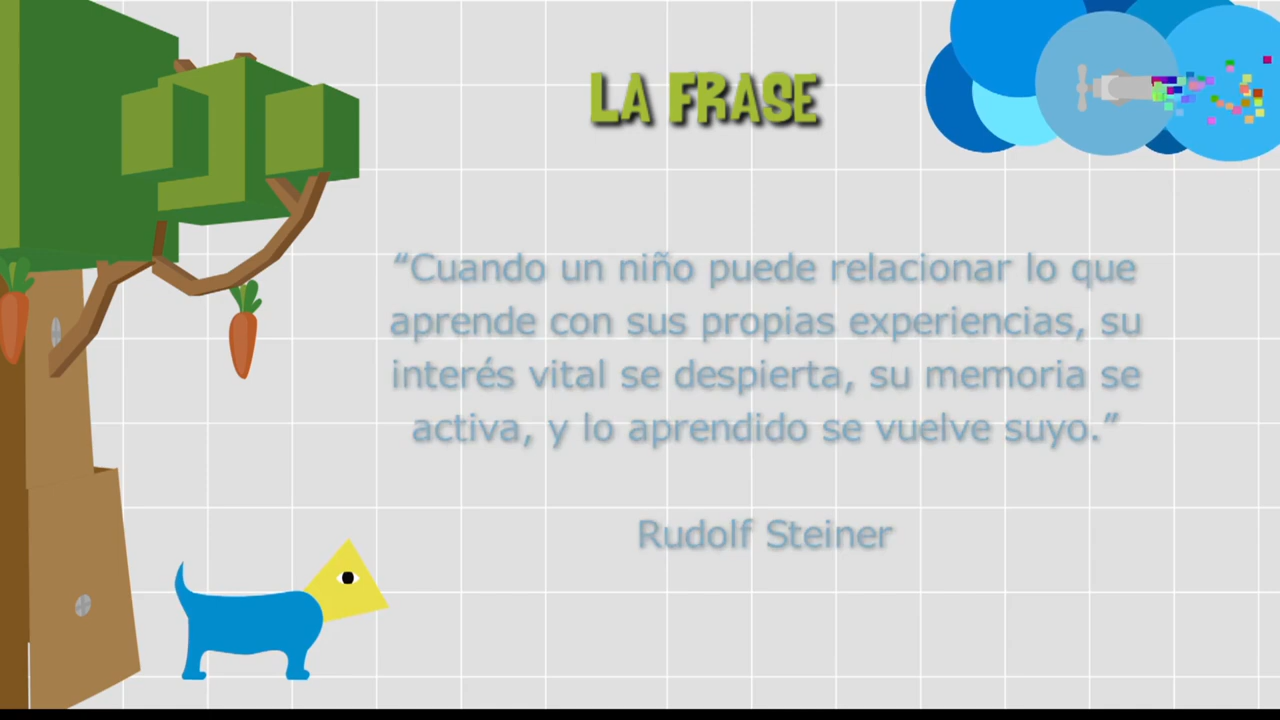 LA FRASE
“Cuando un niño puede relacionar lo que
aprende con sus propias experiencias, su
interés vital se despierta, su memoria se
activa, y lo aprendido se vuelve suyo.”
Rudolf Steiner